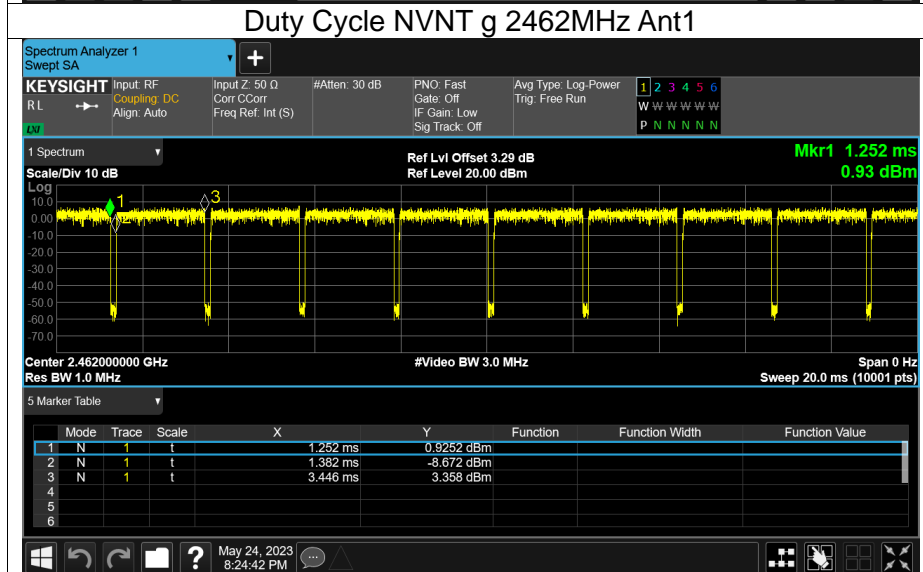 Duty Cycle NVNT g 2462MHz Ant1
Spectrum Analyzer 1
Swept SA
+
KEYSIGHT Input: RF Input Z: 50 Ω #Atten: 30 dB PNO: Fast Avg Type: Log-Power 1 2 3 4 5 6
RL Coupling: DC Corr CCorr Gate: Off Trig: Free Run W W W W W W
Align: Auto Freq Ref: Int (S) IF Gain: Low
LXI Sig Track: Off P N N N N N
1 Spectrum Ref Lvl Offset 3.29 dB Mkr1 1.252 ms
Scale/Div 10 dB Ref Level 20.00 dBm 0.93 dBm
Log
10.0 1 3
0.00 2
-10.0
-20.0
-30.0
-40.0
-50.0
-60.0
-70.0
Center 2.462000000 GHz #Video BW 3.0 MHz Span 0 Hz
Res BW 1.0 MHz Sweep 20.0 ms (10001 pts)
5 Marker Table
Mode Trace Scale X Y Function Function Width Function Value
1 N 1 t 1.252 ms 0.9252 dBm
2 N 1 t 1.382 ms -8.672 dBm
3 N 1 t 3.446 ms 3.358 dBm
4
5
6
? May 24, 2023
8:24:42 PM